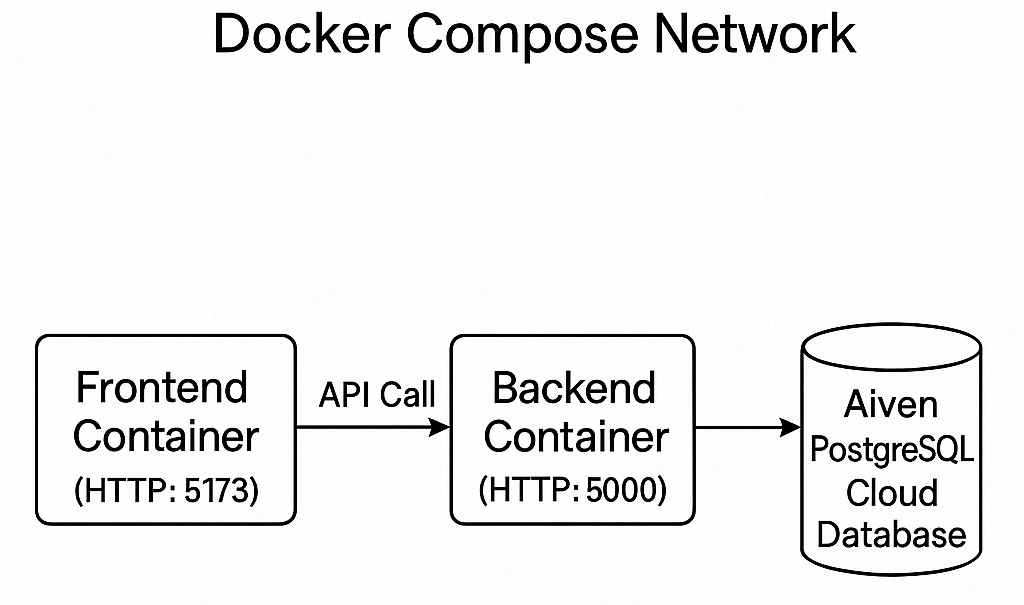 Docker Compose Network
Frontend
Container
(HTTP: 5173)
API Call
Backend
Container
(HTTP: 5000)
Aiven
PostgreSQL
Cloud
Database